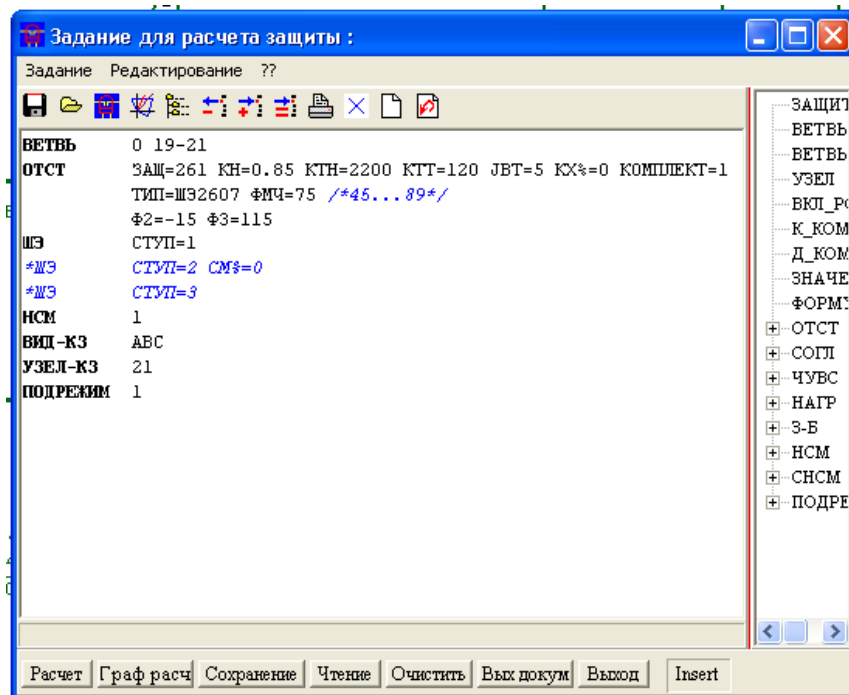 Задание для расчета защиты :
Задание Редактирование ??
ВЕТВЬ 0 19-21
ОТСТ ЗАЩ=261 КН=0.85 КТН=2200 КТТ=120 JВТ=5 КХ%=0 КОМПЛЕКТ=1
ТИП=ШЭ2607 ФМЧ=75 /*45...89*/
Ф2=-15 Ф3=115
ШЭ СТУП=1
*ШЭ СТУП=2 СМ%=0
*ШЭ СТУП=3
НСМ 1
ВИД-КЗ АВС
УЗЕЛ-КЗ 21
ПОДРЕЖИМ 1
ЗАЩИТ
ВЕТВЬ
ВЕТВЬ
УЗЕЛ
ВКЛ_РО
К_КОМ
Д_КОМ
ЗНАЧЕ
ФОРМУ
ОТСТ
СОГЛ
ЧУВС
НАГР
З-Б
НСМ
СНСМ
ПОДРЕ
Расчет Граф расч Сохранение Чтение Очистить Вых докум Выход Insert